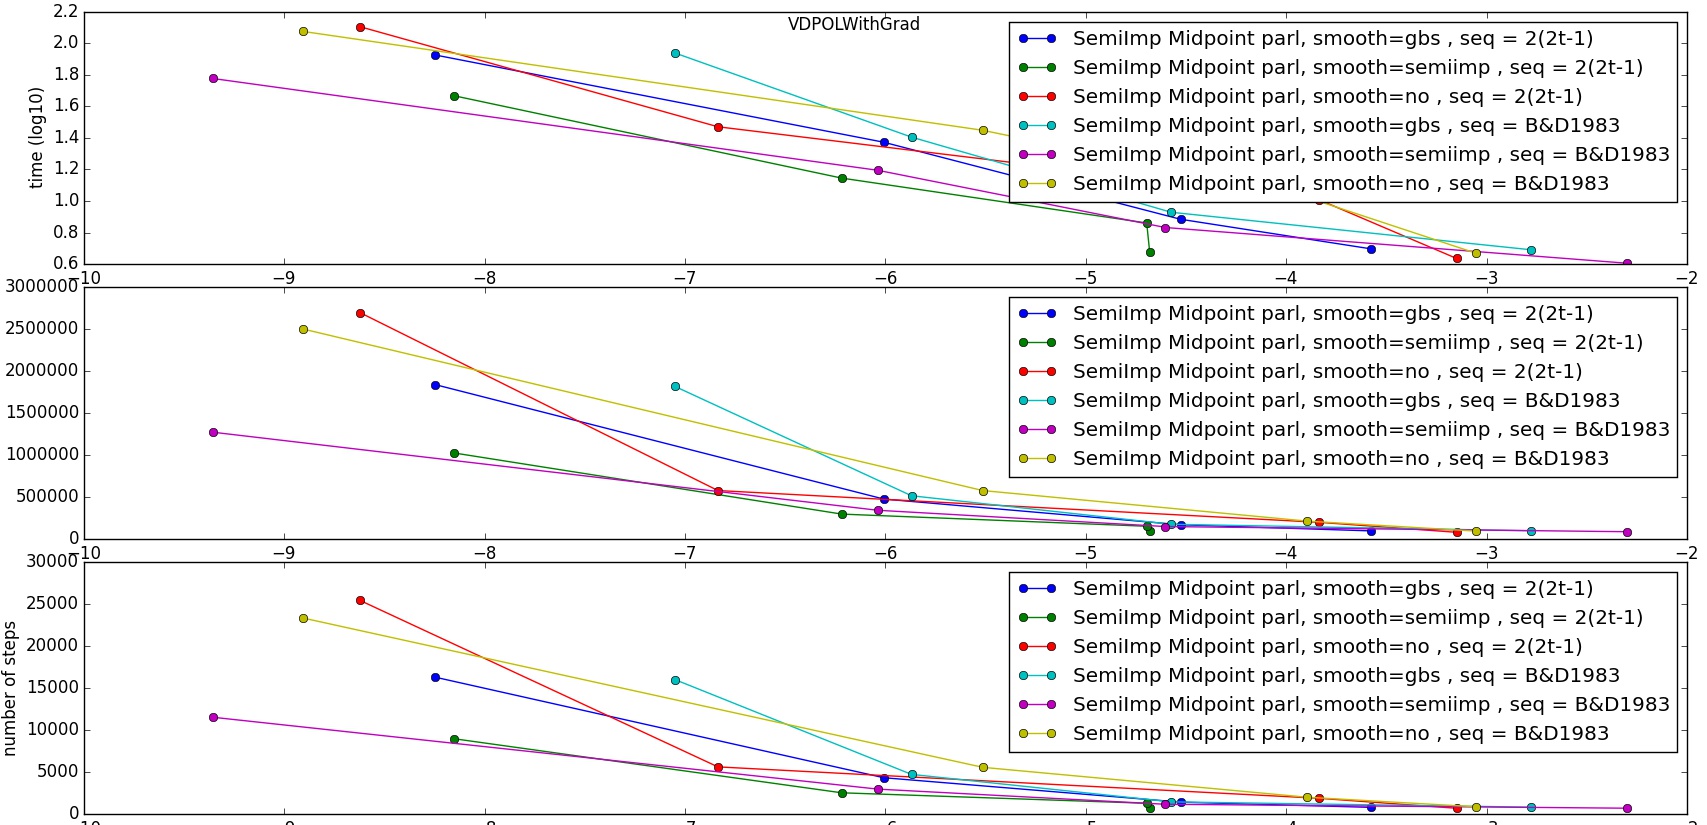 VDPOLWithGrad
time (log10)
2.2
2.0
1.8
1.6
1.4
1.2
1.0
0.8
0.6
SemiImp Midpoint parl, smooth=gbs , seq = 2(2t-1)
SemiImp Midpoint parl, smooth=semiimp , seq = 2(2t-1)
SemiImp Midpoint parl, smooth=no , seq = 2(2t-1)
SemiImp Midpoint parl, smooth=gbs , seq = B&D1983
SemiImp Midpoint parl, smooth=semiimp , seq = B&D1983
SemiImp Midpoint parl, smooth=no , seq = B&D1983
−10 −9 −8 −7 −6 −5 −4 −3 −2
3000000
2500000
2000000
1500000
1000000
500000
0
SemiImp Midpoint parl, smooth=gbs , seq = 2(2t-1)
SemiImp Midpoint parl, smooth=semiimp , seq = 2(2t-1)
SemiImp Midpoint parl, smooth=no , seq = 2(2t-1)
SemiImp Midpoint parl, smooth=gbs , seq = B&D1983
SemiImp Midpoint parl, smooth=semiimp , seq = B&D1983
SemiImp Midpoint parl, smooth=no , seq = B&D1983
−10 −9 −8 −7 −6 −5 −4 −3 −2
number of steps
30000
25000
20000
15000
10000
5000
0
SemiImp Midpoint parl, smooth=gbs , seq = 2(2t-1)
SemiImp Midpoint parl, smooth=semiimp , seq = 2(2t-1)
SemiImp Midpoint parl, smooth=no , seq = 2(2t-1)
SemiImp Midpoint parl, smooth=gbs , seq = B&D1983
SemiImp Midpoint parl, smooth=semiimp , seq = B&D1983
SemiImp Midpoint parl, smooth=no , seq = B&D1983